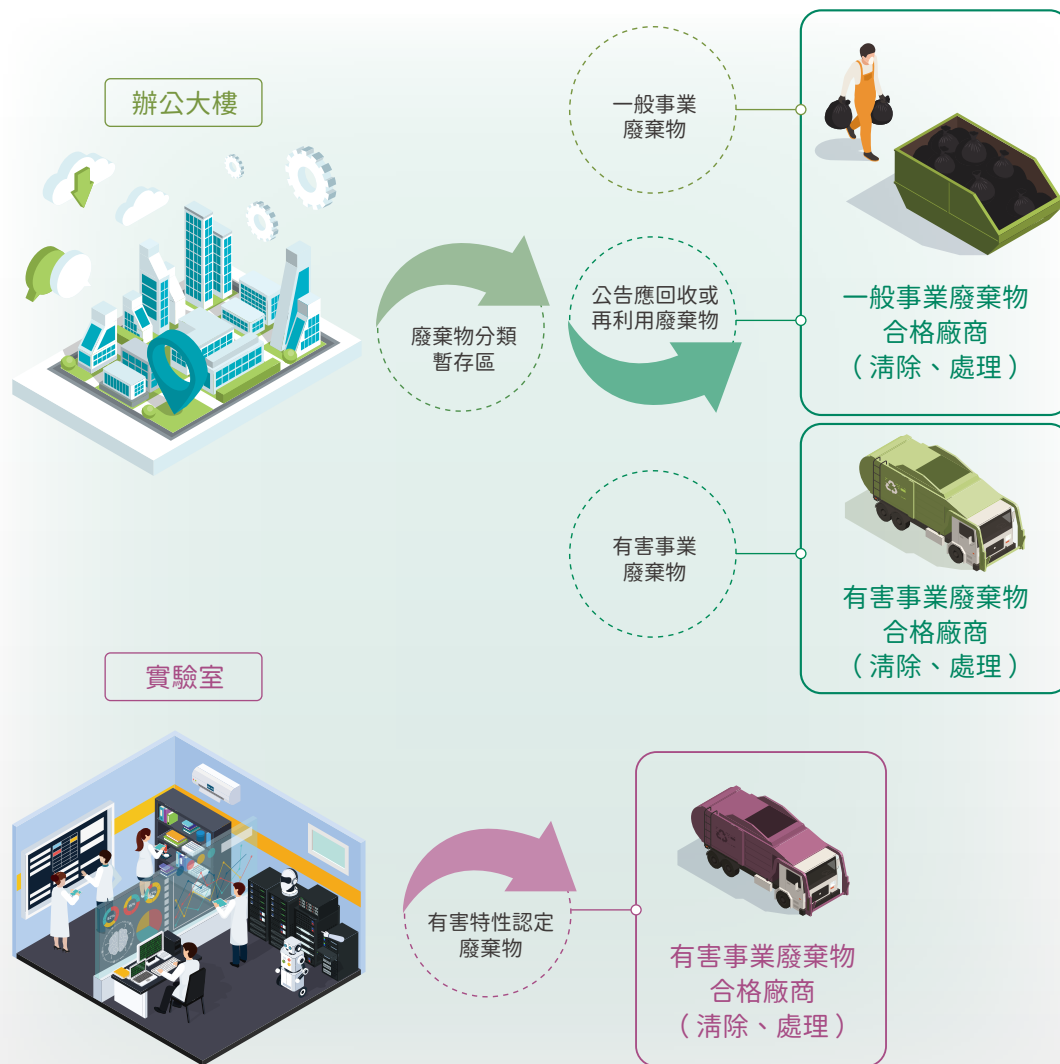 辦公大樓
廢棄物分類
暫存區
一般事業
廢棄物
公告應回收或
再利用廢棄物
有害事業
廢棄物
一般事業廢棄物
合格廠商
（清除、處理）
有害事業廢棄物
合格廠商
（清除、處理）
實驗室
有害特性認定
廢棄物
有害事業廢棄物
合格廠商
（清除、處理）